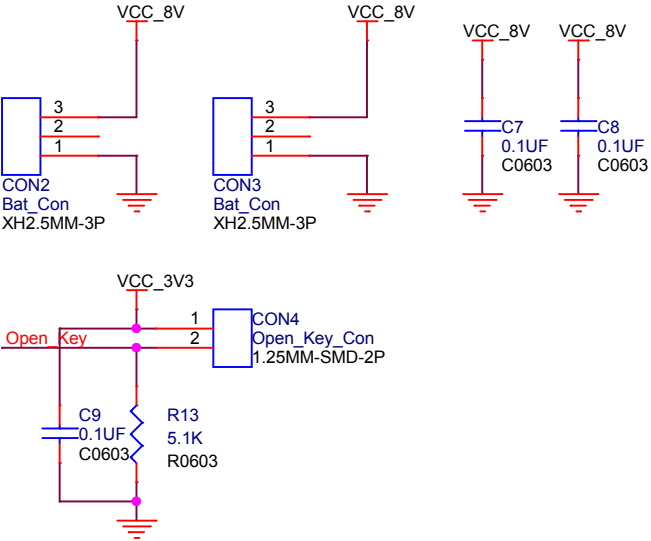 VCC_8V
3
2
1
CON2
Bat_Con
XH2.5MM-3P
VCC_8V
3
2
1
CON3
Bat_Con
XH2.5MM-3P
VCC_8V
C7
0.1UF
C0603
VCC_8V
C8
0.1UF
C0603
VCC_3V3
Open_Key
1
2
CON4
Open_Key_Con
1.25MM-SMD-2P
C9
0.1UF
C0603
R13
5.1K
R0603